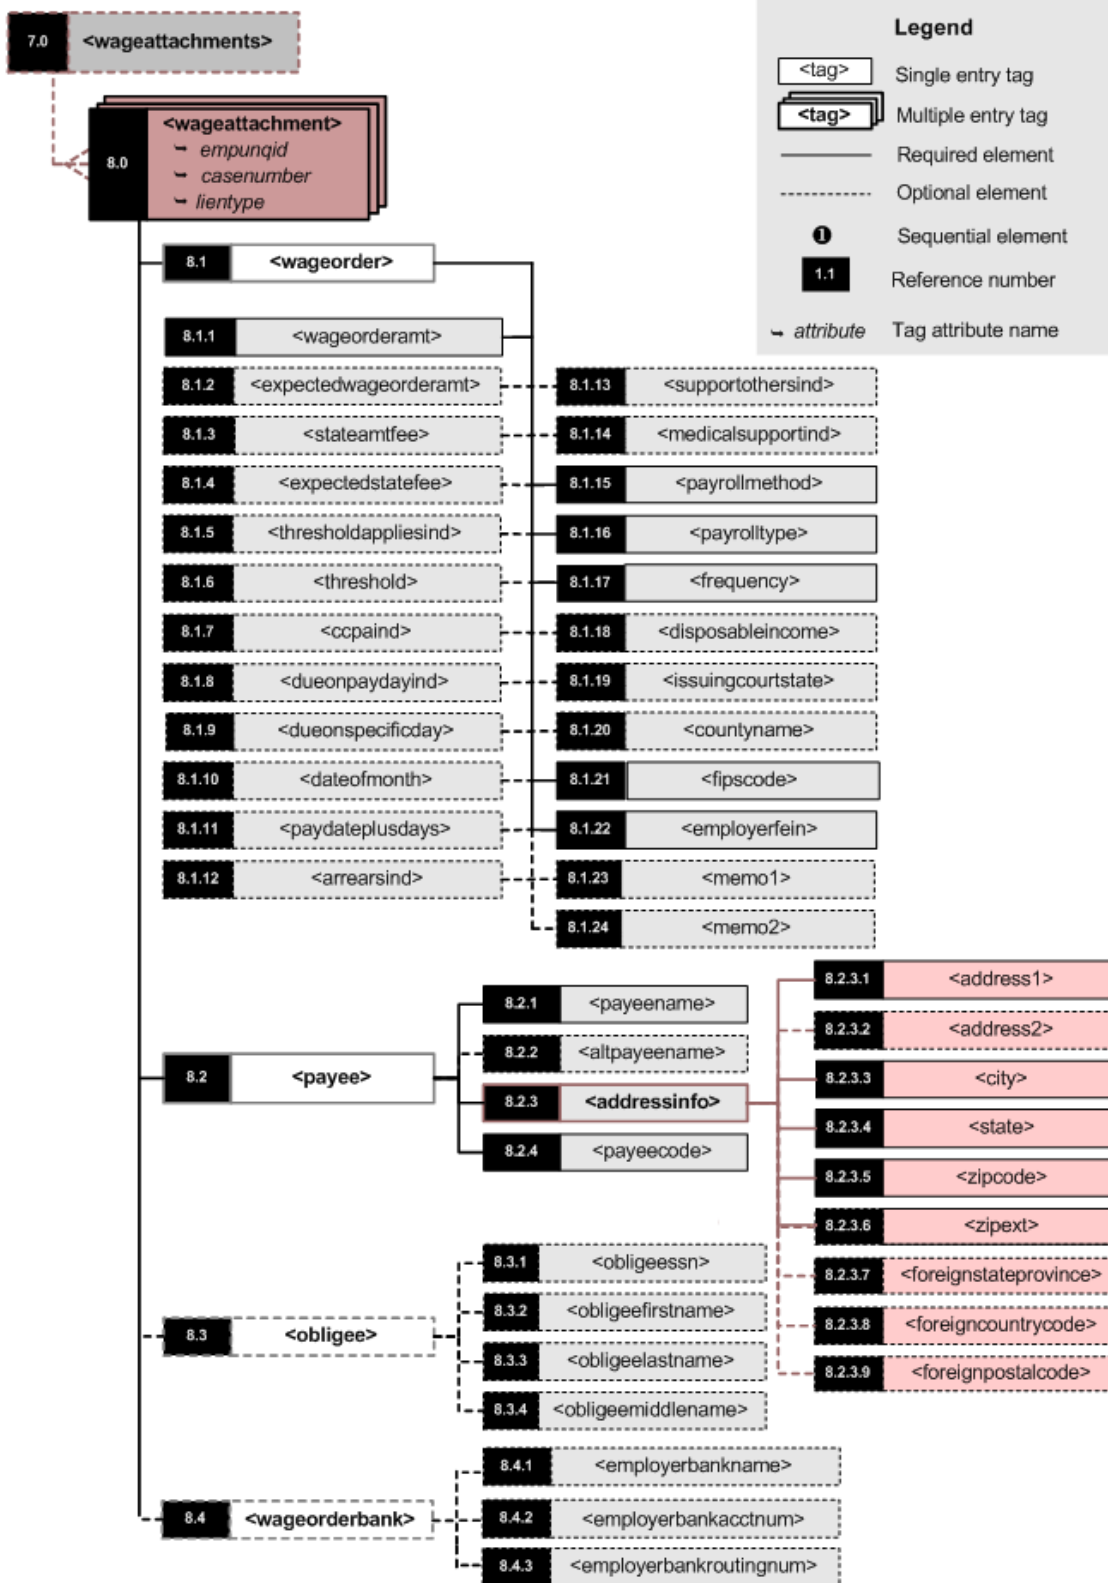 7.0 <wageattachments>
8.0 <wageattachment>
empunqid
casenumber
lientype
Legend
<tag> Single entry tag
<tag> Multiple entry tag
Required element
Optional element
1 Sequential element
1.1 Reference number
attribute Tag attribute name
8.1 <wageorder>
8.1.1 <wageorderamt>
8.1.2 <expectedwageorderamt>
8.1.3 <stateamtfee>
8.1.4 <expectedstatefee>
8.1.5 <thresholdappliesind>
8.1.6 <threshold>
8.1.7 <ccpaind>
8.1.8 <dueonpaydayind>
8.1.9 <dueonspecificday>
8.1.10 <dateofmonth>
8.1.11 <paydateplusdays>
8.1.12 <arrearsind>
8.1.13 <supportothersind>
8.1.14 <medicalsupportind>
8.1.15 <payrollmethod>
8.1.16 <payrolltype>
8.1.17 <frequency>
8.1.18 <disposableincome>
8.1.19 <issuingcourtstate>
8.1.20 <countyname>
8.1.21 <fipscode>
8.1.22 <employerfein>
8.1.23 <memo1>
8.1.24 <memo2>
8.2 <payee>
8.2.1 <payeename>
8.2.2 <altpayeename>
8.2.3 <addressinfo>
8.2.4 <payeecode>
8.2.3.1 <address1>
8.2.3.2 <address2>
8.2.3.3 <city>
8.2.3.4 <state>
8.2.3.5 <zipcode>
8.2.3.6 <zipext>
8.2.3.7 <foreignstateprovince>
8.2.3.8 <foreigncountrycode>
8.2.3.9 <foreignpostalcode>
8.3 <obligee>
8.3.1 <obligeessn>
8.3.2 <obligeefirstname>
8.3.3 <obligeelastname>
8.3.4 <obligeemiddlename>
8.4 <wageorderbank>
8.4.1 <employerbankname>
8.4.2 <employerbankacctnum>
8.4.3 <employerbankroutingnum>